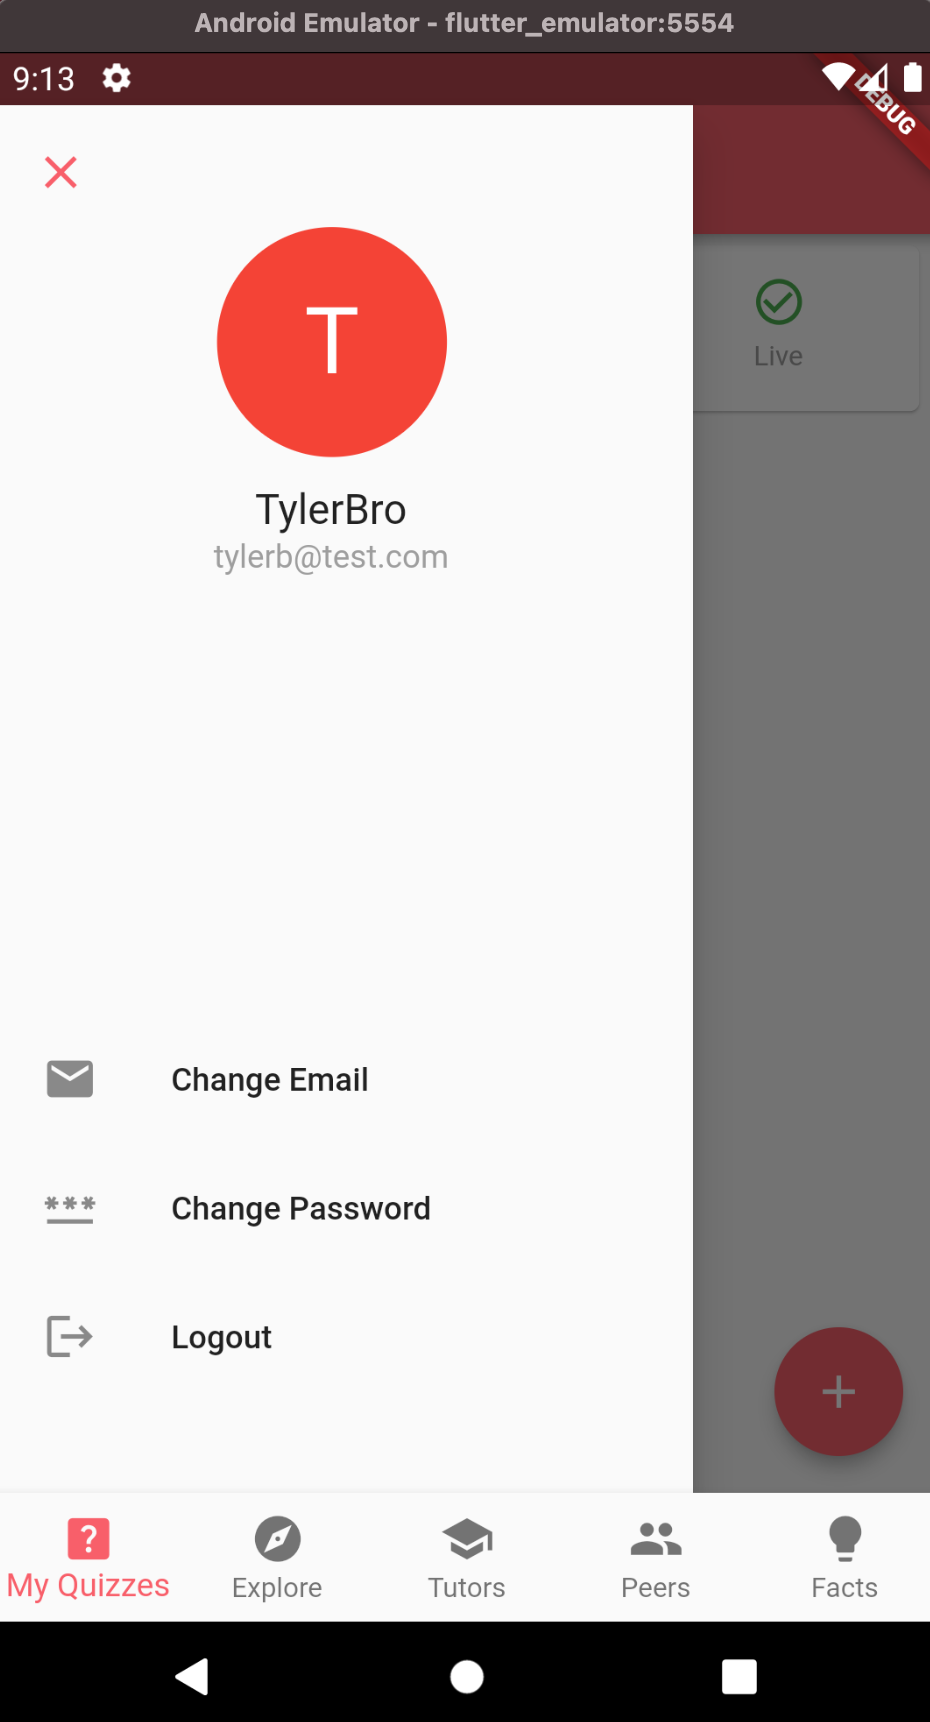 Android Emulator - flutter_emulator:5554
9:13
DEBUG
Live
T
TylerBro
tylerb@test.com
Change Email
*** Change Password
Logout
+
?
My Quizzes
Explore
Tutors
Peers
Facts